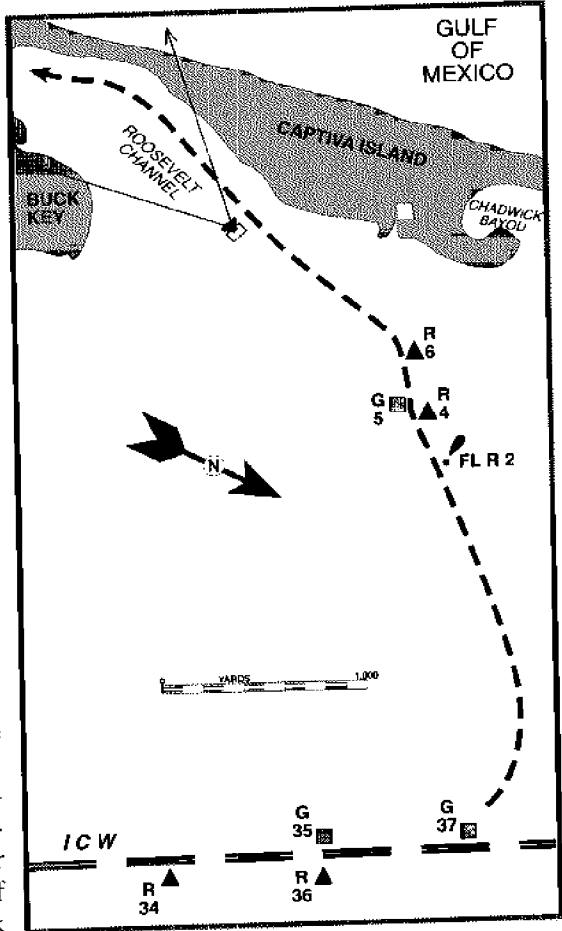 GULF
OF
MEXICO
CAPTIVA ISLAND
ROOSEVELT
CHANNEL
BUCK
KEY
CHADWICK
BAYOU
R
6
G
5
R
4
FL R 2
N
0
YARDS
1,000
ICW
G
35
G
37
R
34
R
36